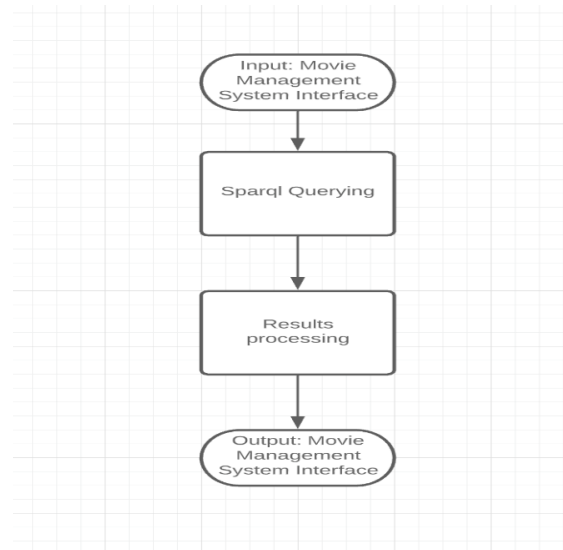 Input: Movie
Management
System Interface
Sparql Querying
Results
processing
Output: Movie
Management
System Interface